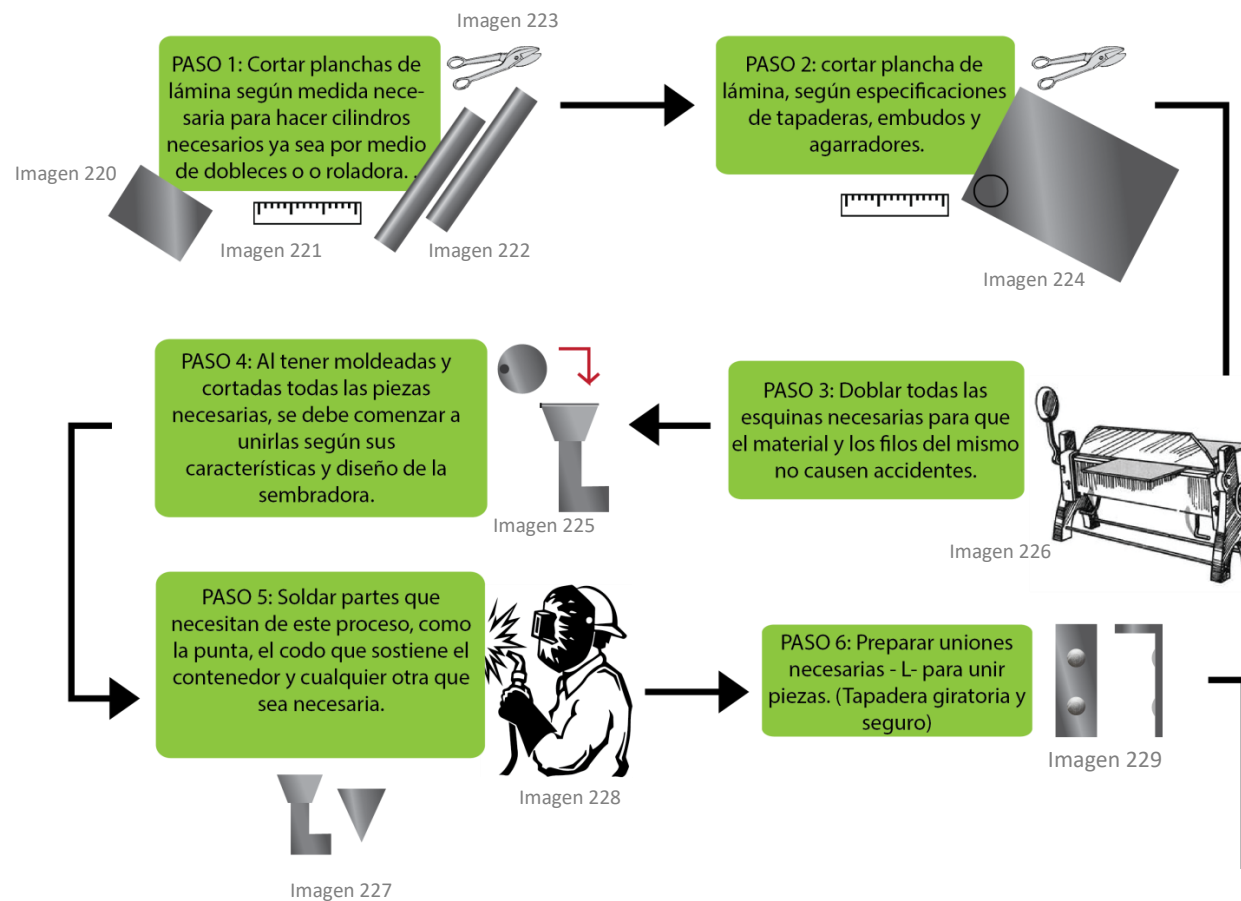 Imagen 223
PASO 1: Cortar planchas de
lámina según medida nece-
saria para hacer cilindros
necesarios ya sea por medio
de dobleces o o roladora. .
Imagen 220
Imagen 221
Imagen 222
PASO 2: cortar plancha de
lámina, según especificaciones
de tapaderas, embudos y
agarradores.
Imagen 224
PASO 3: Doblar todas las
esquinas necesarias para que
el material y los filos del mismo
no causen accidentes.
Imagen 226
PASO 4: Al tener moldeadas y
cortadas todas las piezas
necesarias, se debe comenzar a
unirlas según sus
características y diseño de la
sembradora.
Imagen 225
PASO 5: Soldar partes que
necesitan de este proceso, como
la punta, el codo que sostiene el
contenedor y cualquier otra que
sea necesaria.
Imagen 228
Imagen 227
PASO 6: Preparar uniones
necesarias - L- para unir
piezas. (Tapadera giratoria y
seguro)
Imagen 229